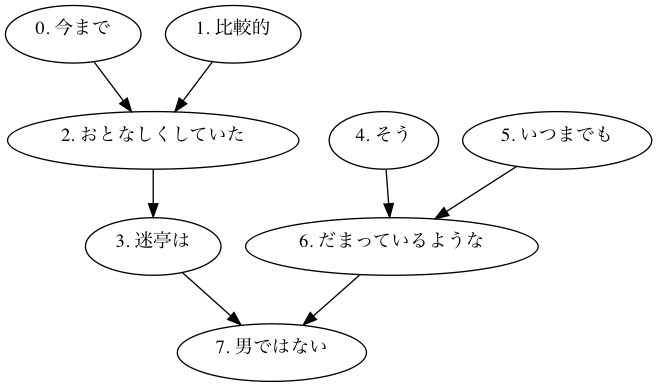 0. 今まで
1. 比較的
2. おとなしくしていた
4. そう
5. いつまでも
3. 迷亭は
6. だまっているような
7. 男ではない